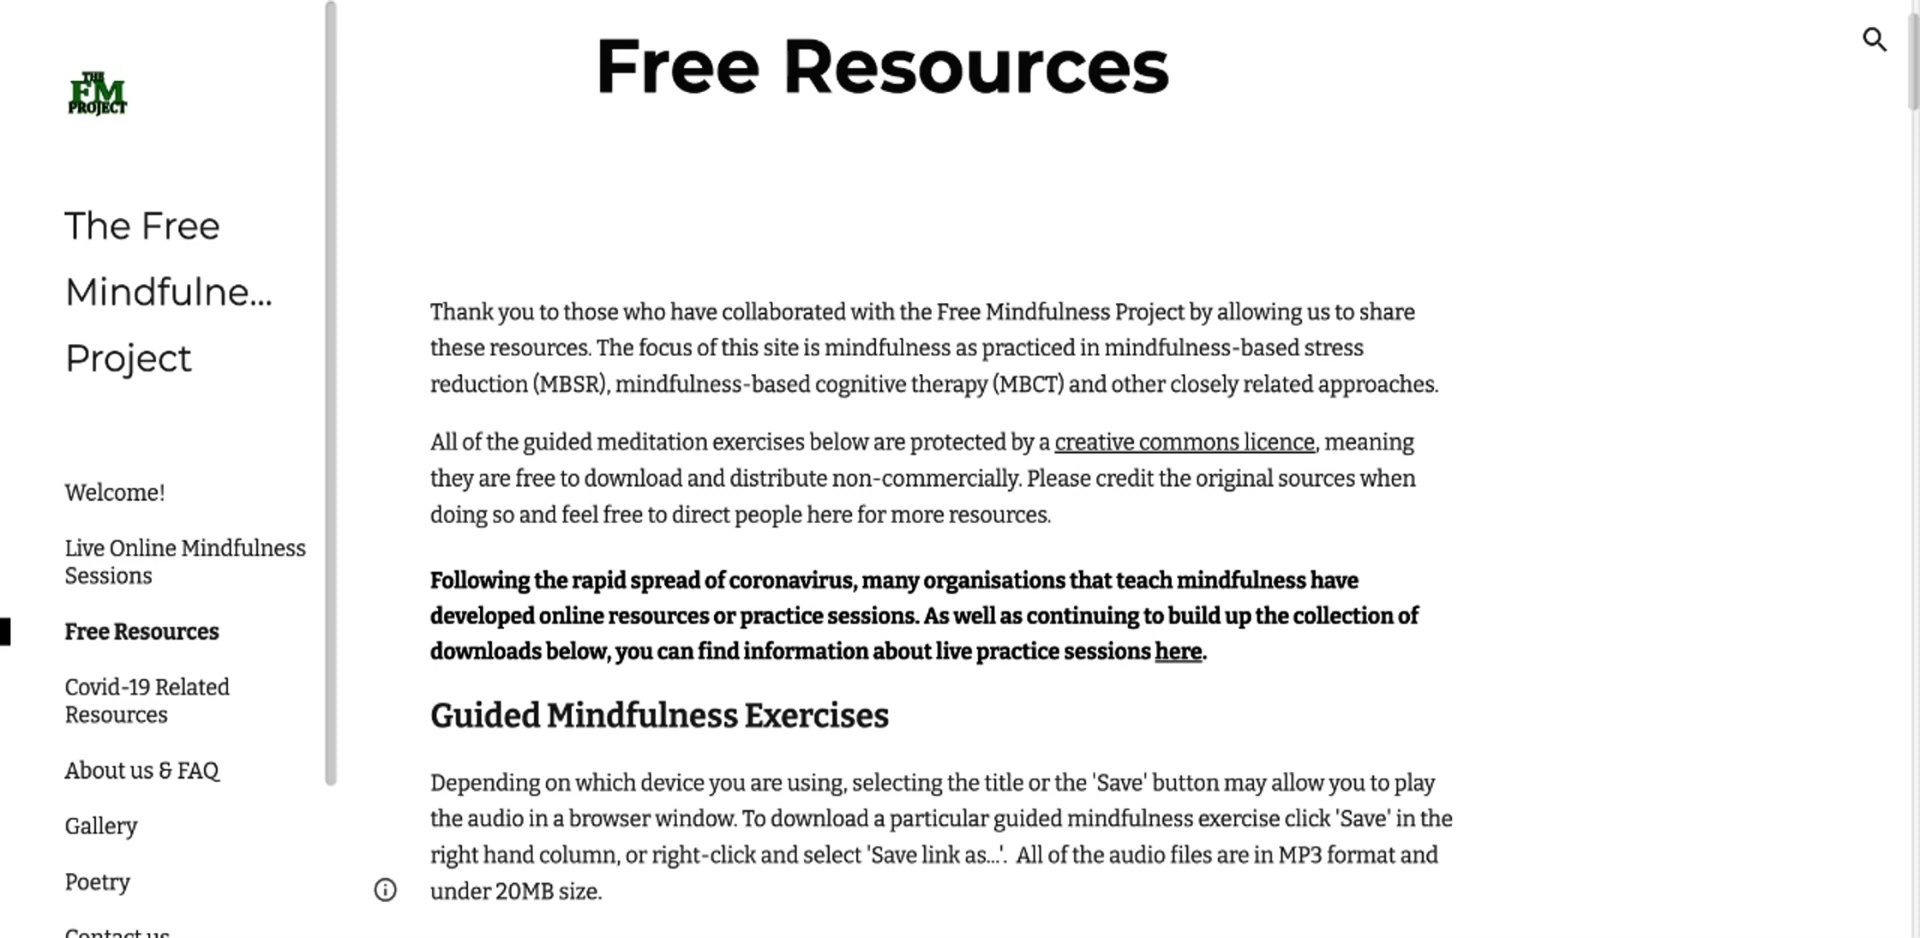 THE
FM
PROJECT
The Free
Mindfulne...
Project
Welcome!
Live Online Mindfulness
Sessions
Free Resources
Covid-19 Related
Resources
About us & FAQ
Gallery
Poetry
Contact us
Free Resources
Thank you to those who have collaborated with the Free Mindfulness Project by allowing us to share
these resources. The focus of this site is mindfulness as practiced in mindfulness-based stress
reduction (MBSR), mindfulness-based cognitive therapy (MBCT) and other closely related approaches.
All of the guided meditation exercises below are protected by a creative commons licence, meaning
they are free to download and distribute non-commercially. Please credit the original sources when
doing so and feel free to direct people here for more resources.
Following the rapid spread of coronavirus, many organisations that teach mindfulness have
developed online resources or practice sessions. As well as continuing to build up the collection of
downloads below, you can find information about live practice sessions here.
Guided Mindfulness Exercises
Depending on which device you are using, selecting the title or the 'Save' button may allow you to play
the audio in a browser window. To download a particular guided mindfulness exercise click 'Save' in the
right hand column, or right-click and select 'Save link as...'. All of the audio files are in MP3 format and
under 20MB size.